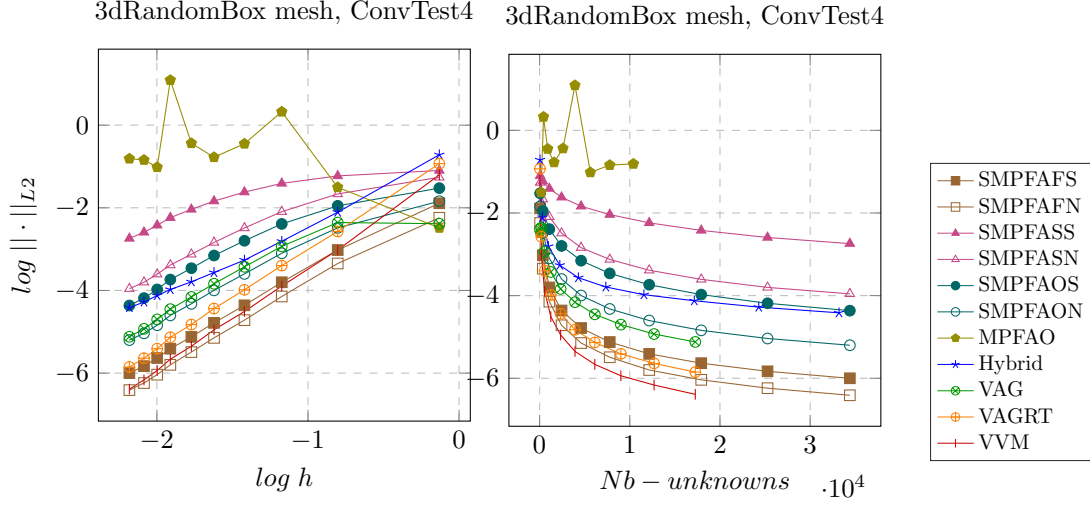 3dRandomBox mesh, ConvTest4
3dRandomBox mesh, ConvTest4
log || · ||L2
0
−2
−4
−6
−2
−1
0
log h
0
−2
−4
−6
0
1
2
3
·10^4
Nb − unknowns
SMPFAFS
SMPFAFN
SMPFASS
SMPFASN
SMPFAOS
SMPFAON
MPFAO
Hybrid
VAG
VAGRT
VVM